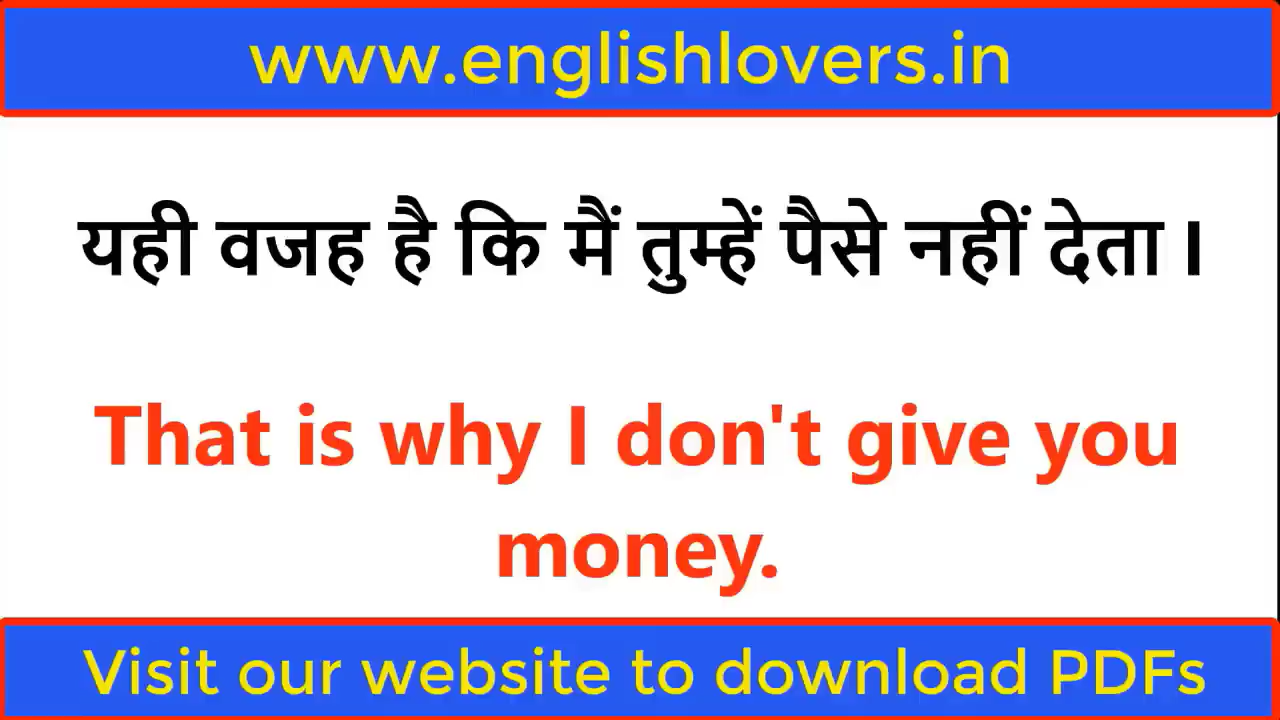 www.englishlovers.in
यही वजह है कि मैं तुम्हें पैसे नहीं देता ।
That is why I don't give you
money.
Visit our website to download PDFs